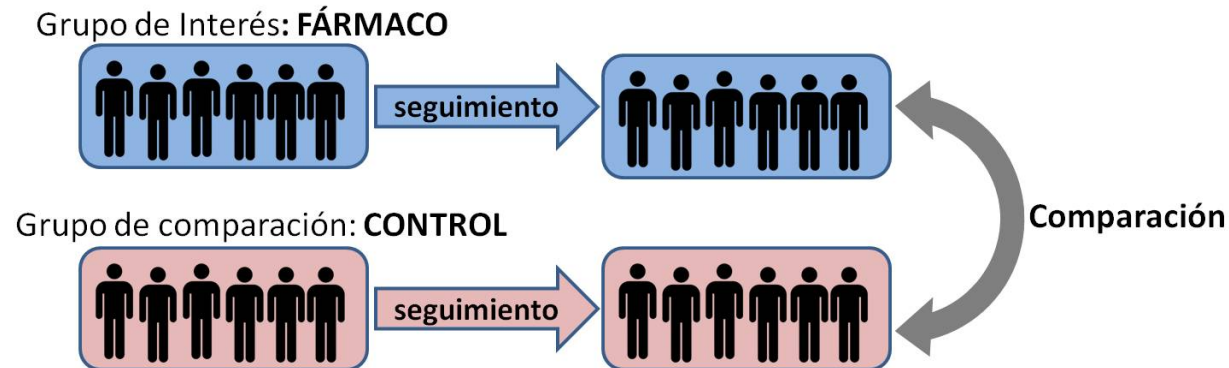 Grupo de Interés: FÁRMACO
seguimiento
Grupo de comparación: CONTROL
Comparación
seguimiento